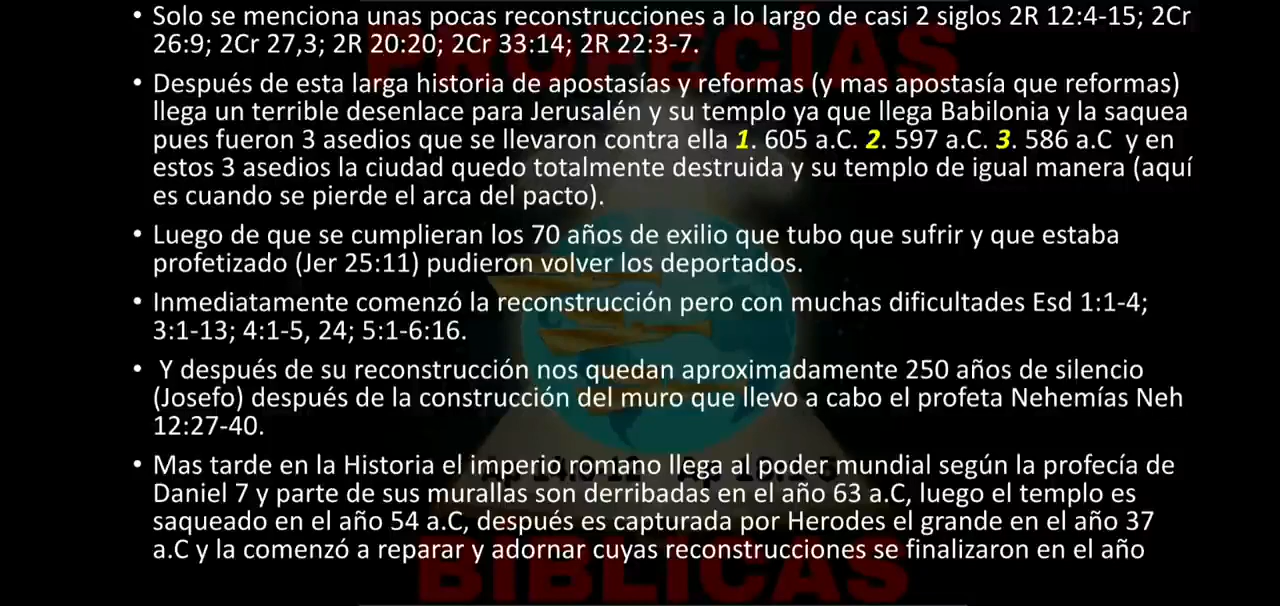 • Solo se menciona unas pocas reconstrucciones a lo largo de casi 2 siglos 2R 12:4-15; 2Cr
26:9; 2Cr 27,3; 2R 20:20; 2Cr 33:14; 2R 22:3-7.
• Después de esta larga historia de apostasías y reformas (y mas apostasía que reformas)
llega un terrible desenlace para Jerusalén y su templo ya que llega Babilonia y la saquea
pues fueron 3 asedios que se llevaron contra ella 1. 605 a.C. 2. 597 a.C. 3. 586 a.C y en
estos 3 asedios la ciudad quedo totalmente destruida y su templo de igual manera (aquí
es cuando se pierde el arca del pacto).
• Luego de que se cumplieran los 70 años de exilio que tubo que sufrir y que estaba
profetizado (Jer 25:11) pudieron volver los deportados.
• Inmediatamente comenzó la reconstrucción pero con muchas dificultades Esd 1:1-4;
3:1-13; 4:1-5, 24; 5:1-6:16.
• Y después de su reconstrucción nos quedan aproximadamente 250 años de silencio
(Josefo) después de la construcción del muro que llevo a cabo el profeta Nehemías Neh
12:27-40.
• Mas tarde en la Historia el imperio romano llega al poder mundial según la profecía de
Daniel 7 y parte de sus murallas son derribadas en el año 63 a.C, luego el templo es
saqueado en el año 54 a.C, después es capturada por Herodes el grande en el año 37
a.C y la comenzó a reparar y adornar cuyas reconstrucciones se finalizaron en el año
PROFECÍAS
BÍBLICAS